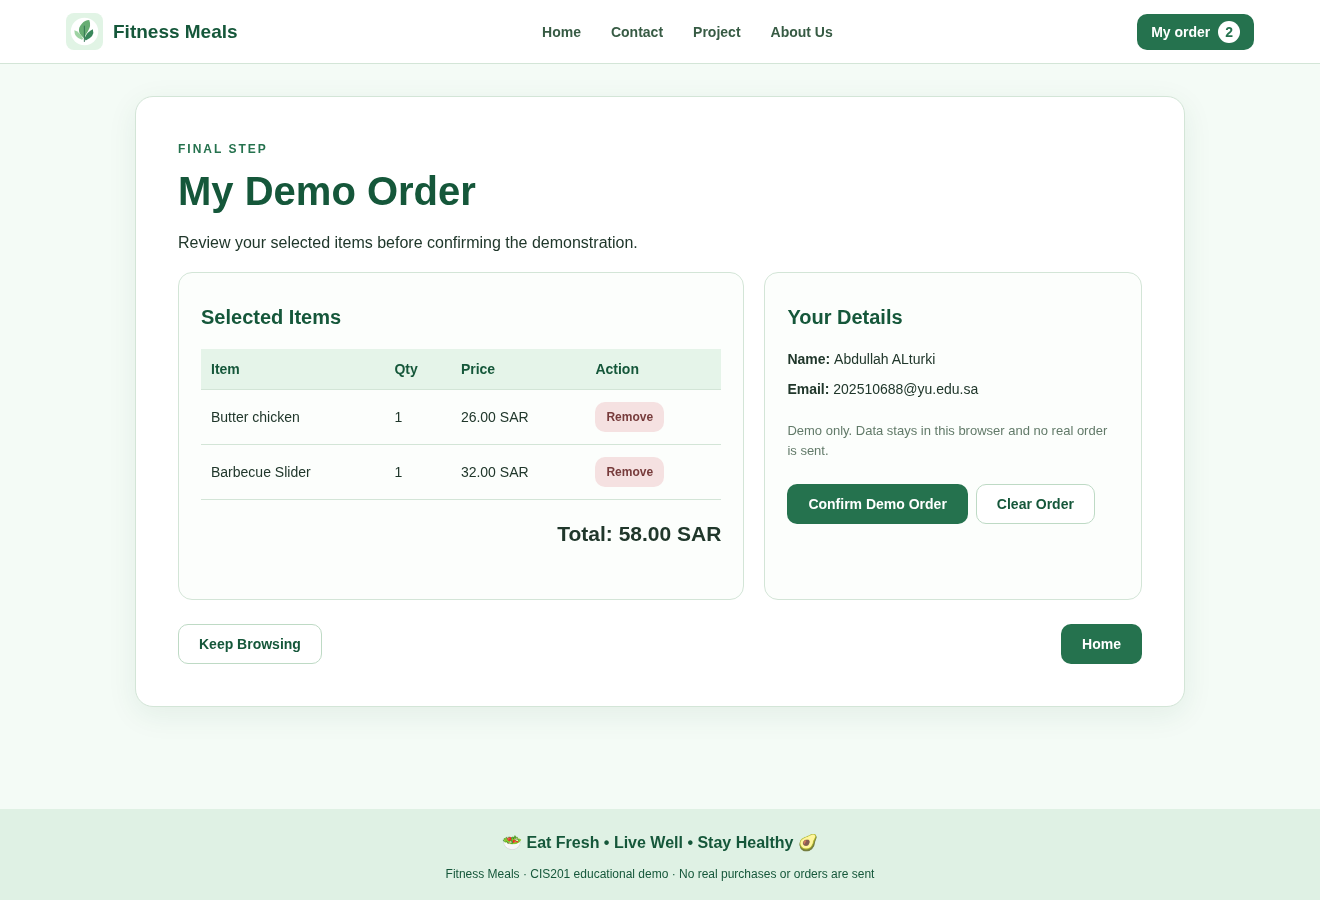 Fitness Meals
Home Contact Project About Us
My order 2
FINAL STEP
My Demo Order
Review your selected items before confirming the demonstration.
Selected Items
Item Qty Price Action
Butter chicken 1 26.00 SAR Remove
Barbecue Slider 1 32.00 SAR Remove
Total: 58.00 SAR
Your Details
Name: Abdullah ALturki
Email: 202510688@yu.edu.sa
Demo only. Data stays in this browser and no real order
is sent.
Confirm Demo Order Clear Order
Keep Browsing Home
🥗 Eat Fresh • Live Well • Stay Healthy 🥑
Fitness Meals · CIS201 educational demo · No real purchases or orders are sent